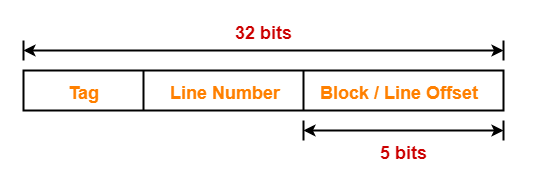 32 bits
Tag Line Number Block / Line Offset
5 bits